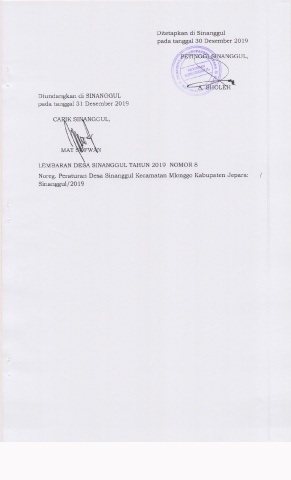 Ditetapkan di Sinanggul
pada tanggal 30 Desember 2019
PETINGGI SINANGGUL,
A. SHOLEH
Diundangkan di SINANGGUL
pada tanggal 31 Desember 2019
CARIK SINANGGUL,
MAT SOFWAN
LEMBARAN DESA SINANGGUL TAHUN 2019 NOMOR 8
Noreg. Peraturan Desa Sinanggul Kecamatan Mlonggo Kabupaten Jepara: /
Sinanggul/2019